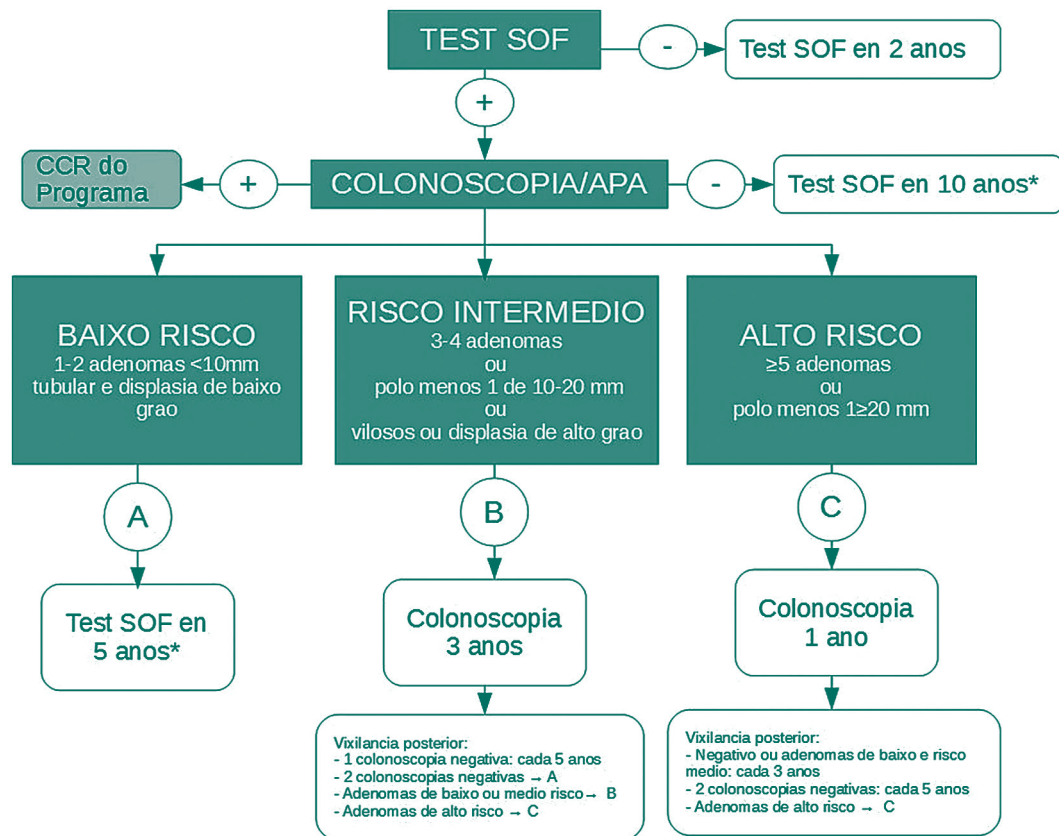 TEST SOF
-
Test SOF en 2 anos
+
CCR do
Programa
+
COLONOSCOPIA/APA
-
Test SOF en 10 anos*
BAIXO RISCO
1-2 adenomas <10mm
tubular e displasia de baixo
grao
RISCO INTERMEDIO
3-4 adenomas
ou
polo menos 1 de 10-20 mm
ou
vilosos ou displasia de alto grao
ALTO RISCO
≥5 adenomas
ou
polo menos 1≥20 mm
A
B
C
Test SOF en
5 anos*
Colonoscopia
3 anos
Colonoscopia
1 ano
Vixilancia posterior:
- 1 colonoscopia negativa: cada 5 anos
- 2 colonoscopias negativas → A
- Adenomas de baixo ou medio risco→ B
- Adenomas de alto risco → C
Vixilancia posterior:
- Negativo ou adenomas de baixo e risco
medio: cada 3 anos
- 2 colonoscopias negativas: cada 5 anos
- Adenomas de alto risco → C